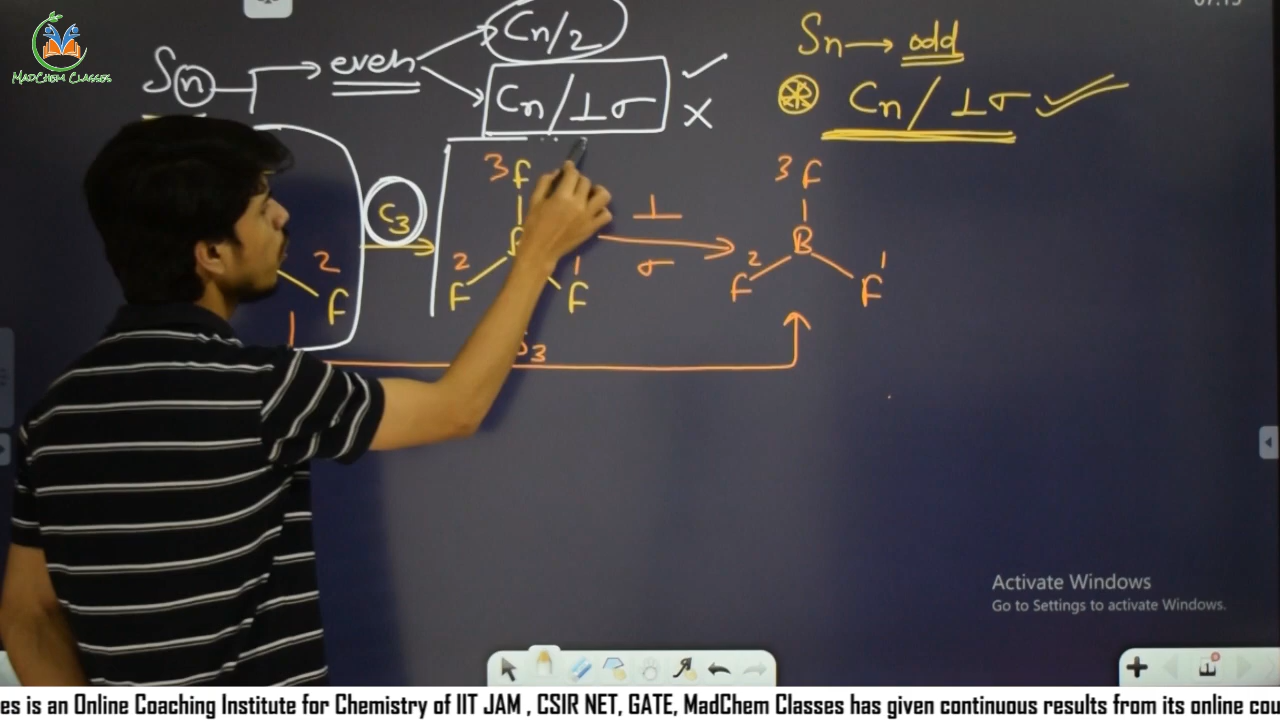 MADCHEM CLASSES
Sn → even → Cn/2
Cn / ⊥ σ ✓ ✗
Sn → odd
Cn / ⊥ σ ✓
2
F
1
C3
3 F
2
F
1
F
⊥
σ
3 F
B
2
F
1
F
S3
Activate Windows
Go to Settings to activate Windows.
es is an Online Coaching Institute for Chemistry of IIT JAM , CSIR NET, GATE, MadChem Classes has given continuous results from its online cou